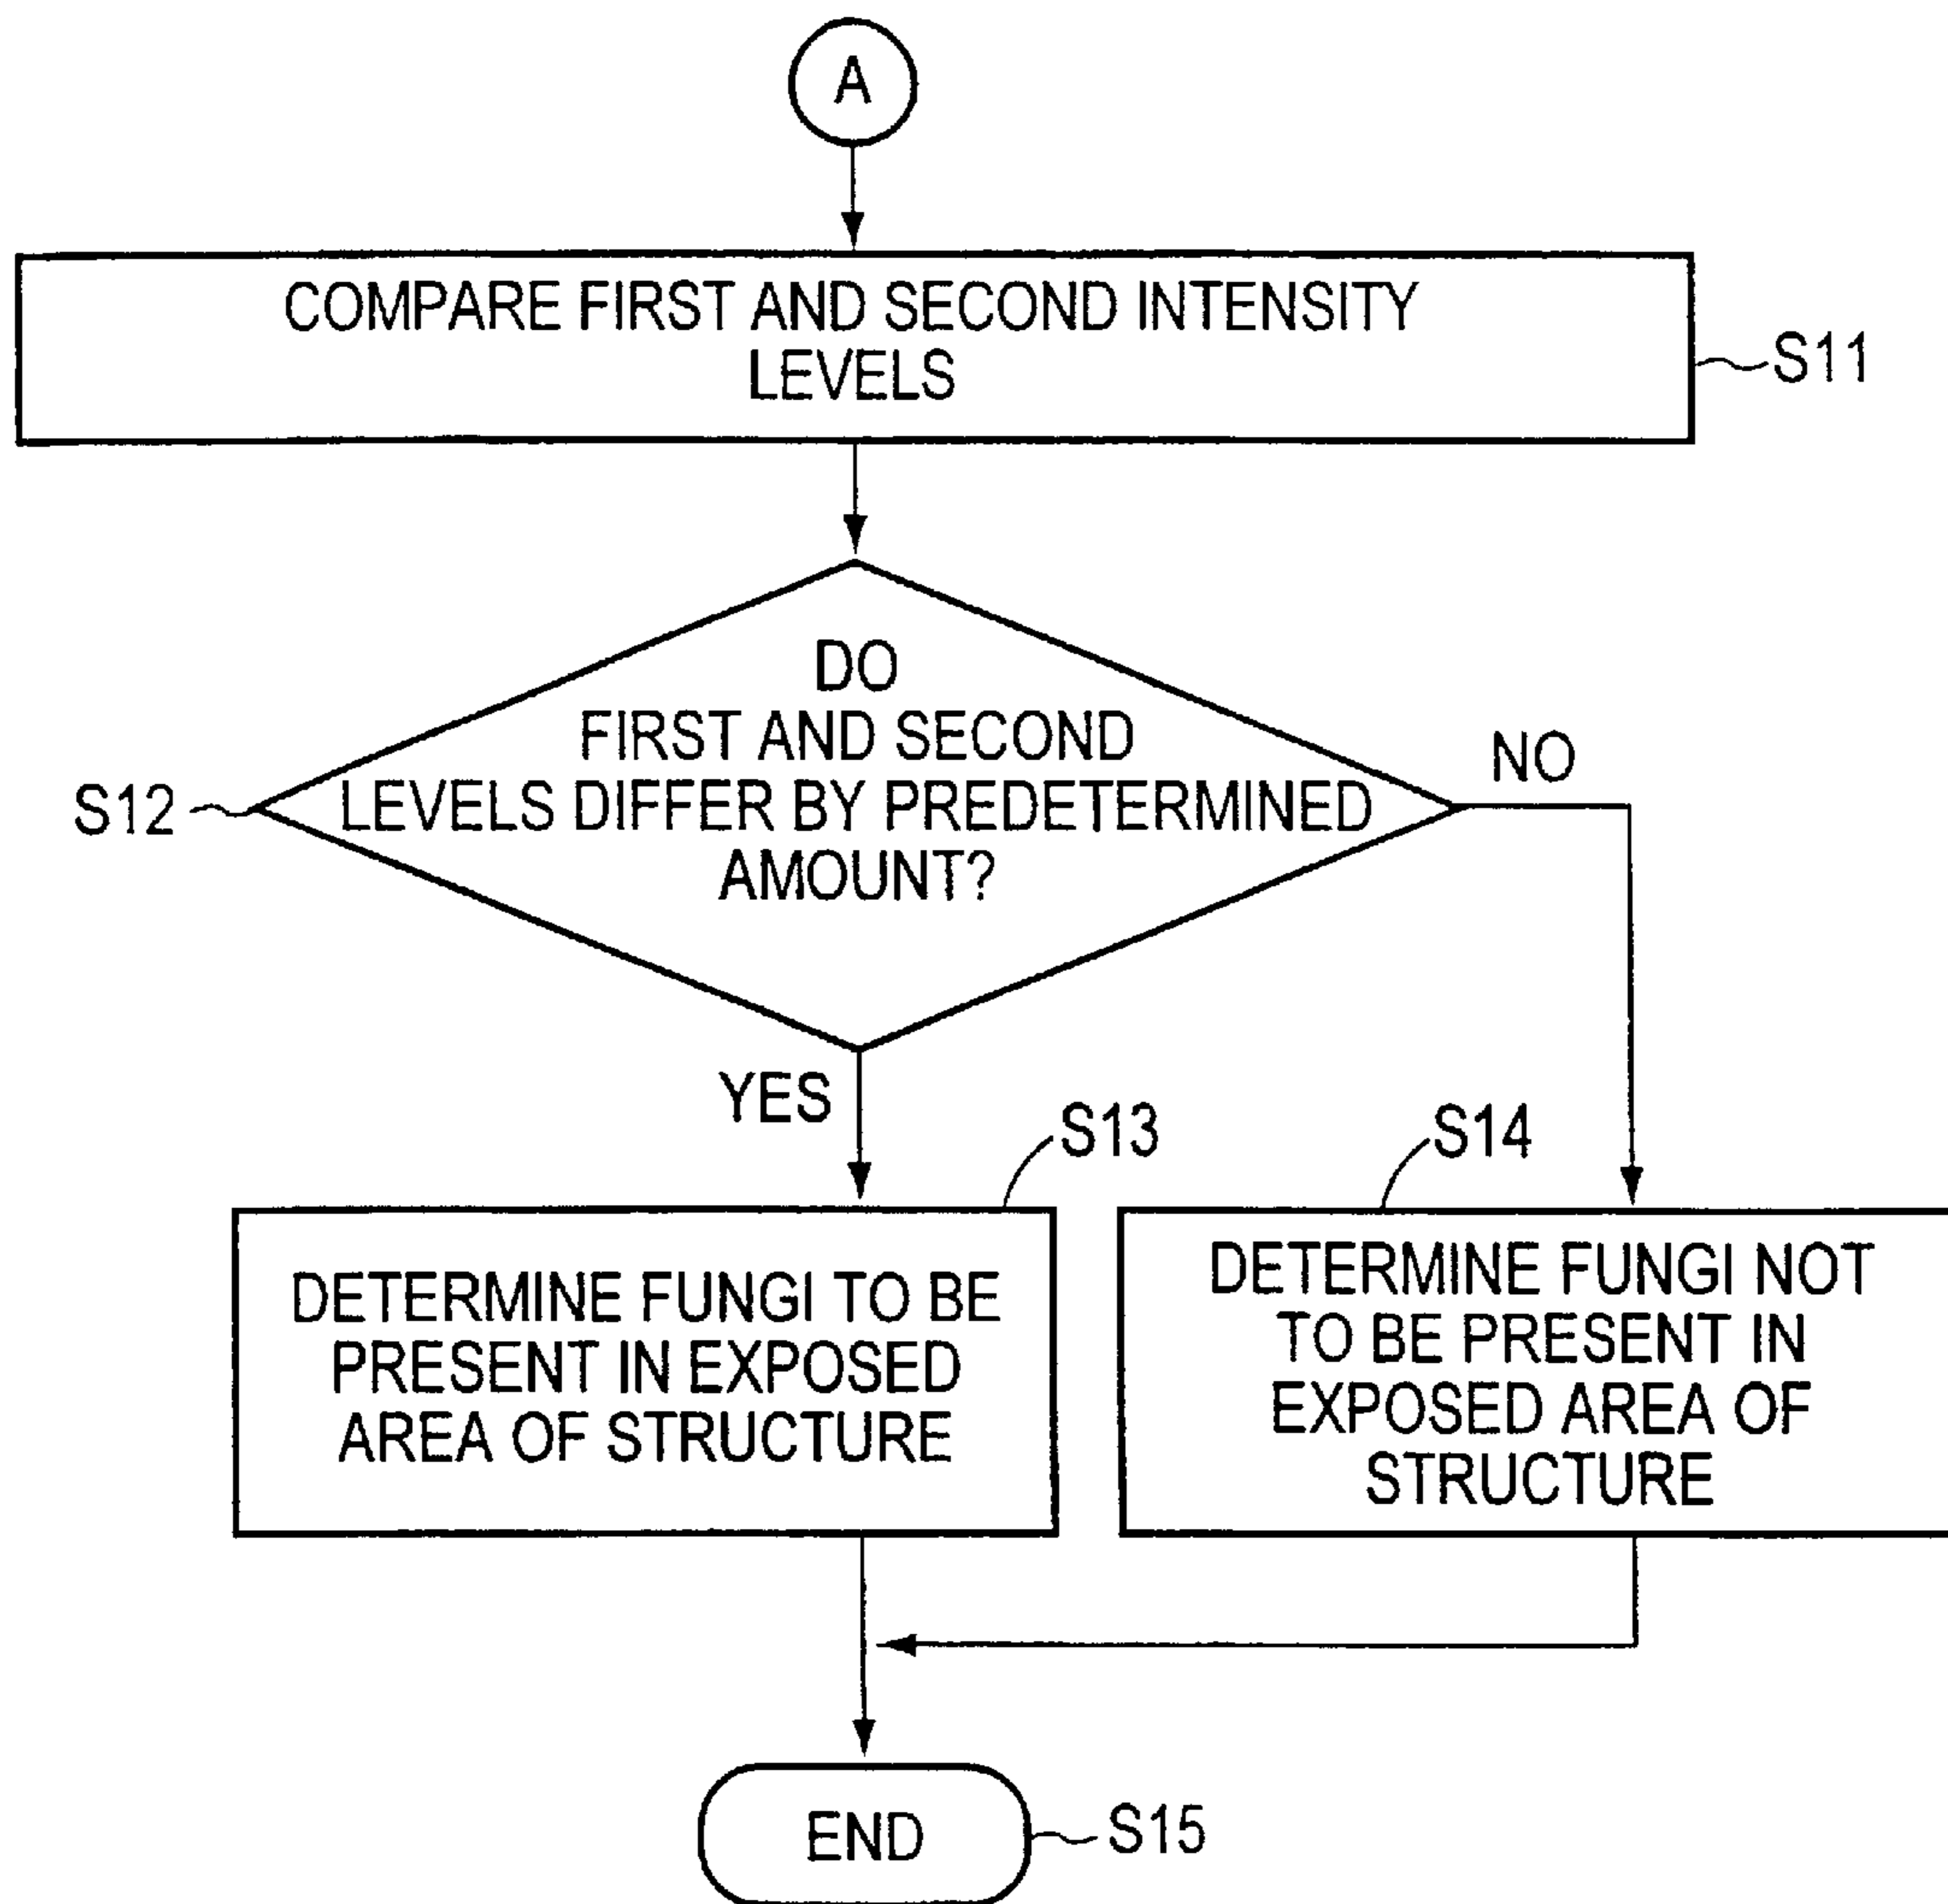 A
COMPARE FIRST AND SECOND INTENSITY
LEVELS
S11
DO
FIRST AND SECOND
LEVELS DIFFER BY PREDETERMINED
AMOUNT?
S12
NO
YES
S13
DETERMINE FUNGI TO BE
PRESENT IN EXPOSED
AREA OF STRUCTURE
S14
DETERMINE FUNGI NOT
TO BE PRESENT IN
EXPOSED AREA OF
STRUCTURE
END
S15